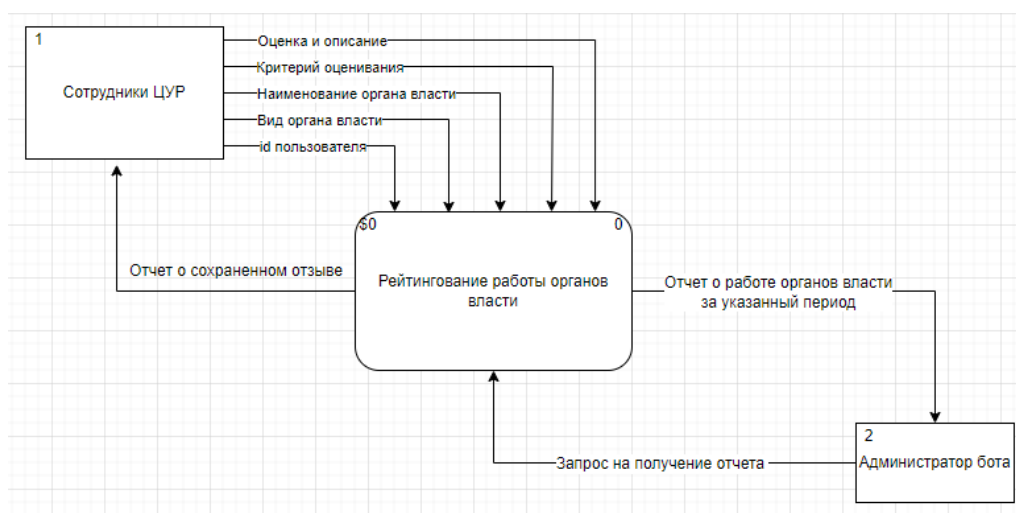 1
Сотрудники ЦУР
Оценка и описание
Критерий оценивания
Наименование органа власти
Вид органа власти
id пользователя
$0
0
Рейтингование работы органов
власти
Отчет о сохраненном отзыве
Отчет о работе органов власти
за указанный период
2
Администратор бота
Запрос на получение отчета